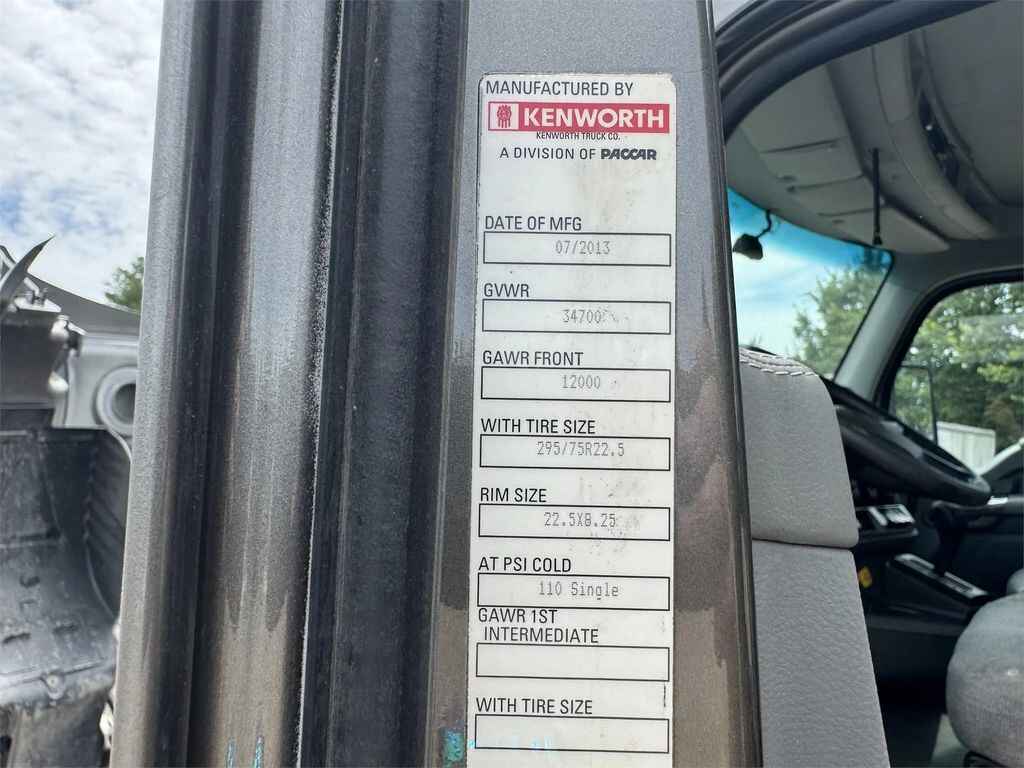 MANUFACTURED BY
KENWORTH
KENWORTH TRUCK CO.
A DIVISION OF PACCAR
DATE OF MFG
07/2013
GVWR
34700
GAWR FRONT
12000
WITH TIRE SIZE
295/75R22.5
RIM SIZE
22.5X8.25
AT PSI COLD
110 Single
GAWR 1ST
INTERMEDIATE
WITH TIRE SIZE